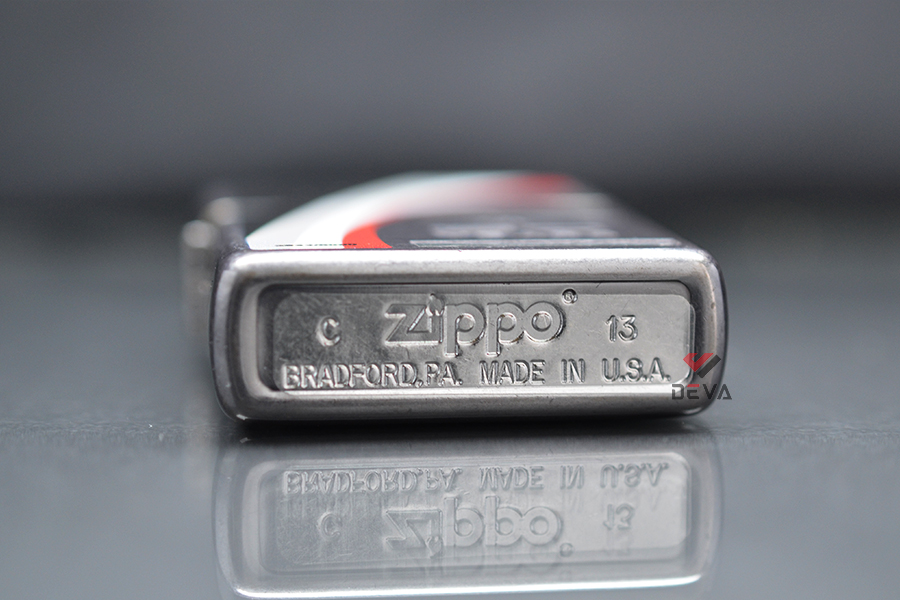 C zippo® 13
BRADFORD, PA. MADE IN U.S.A.
DEVA